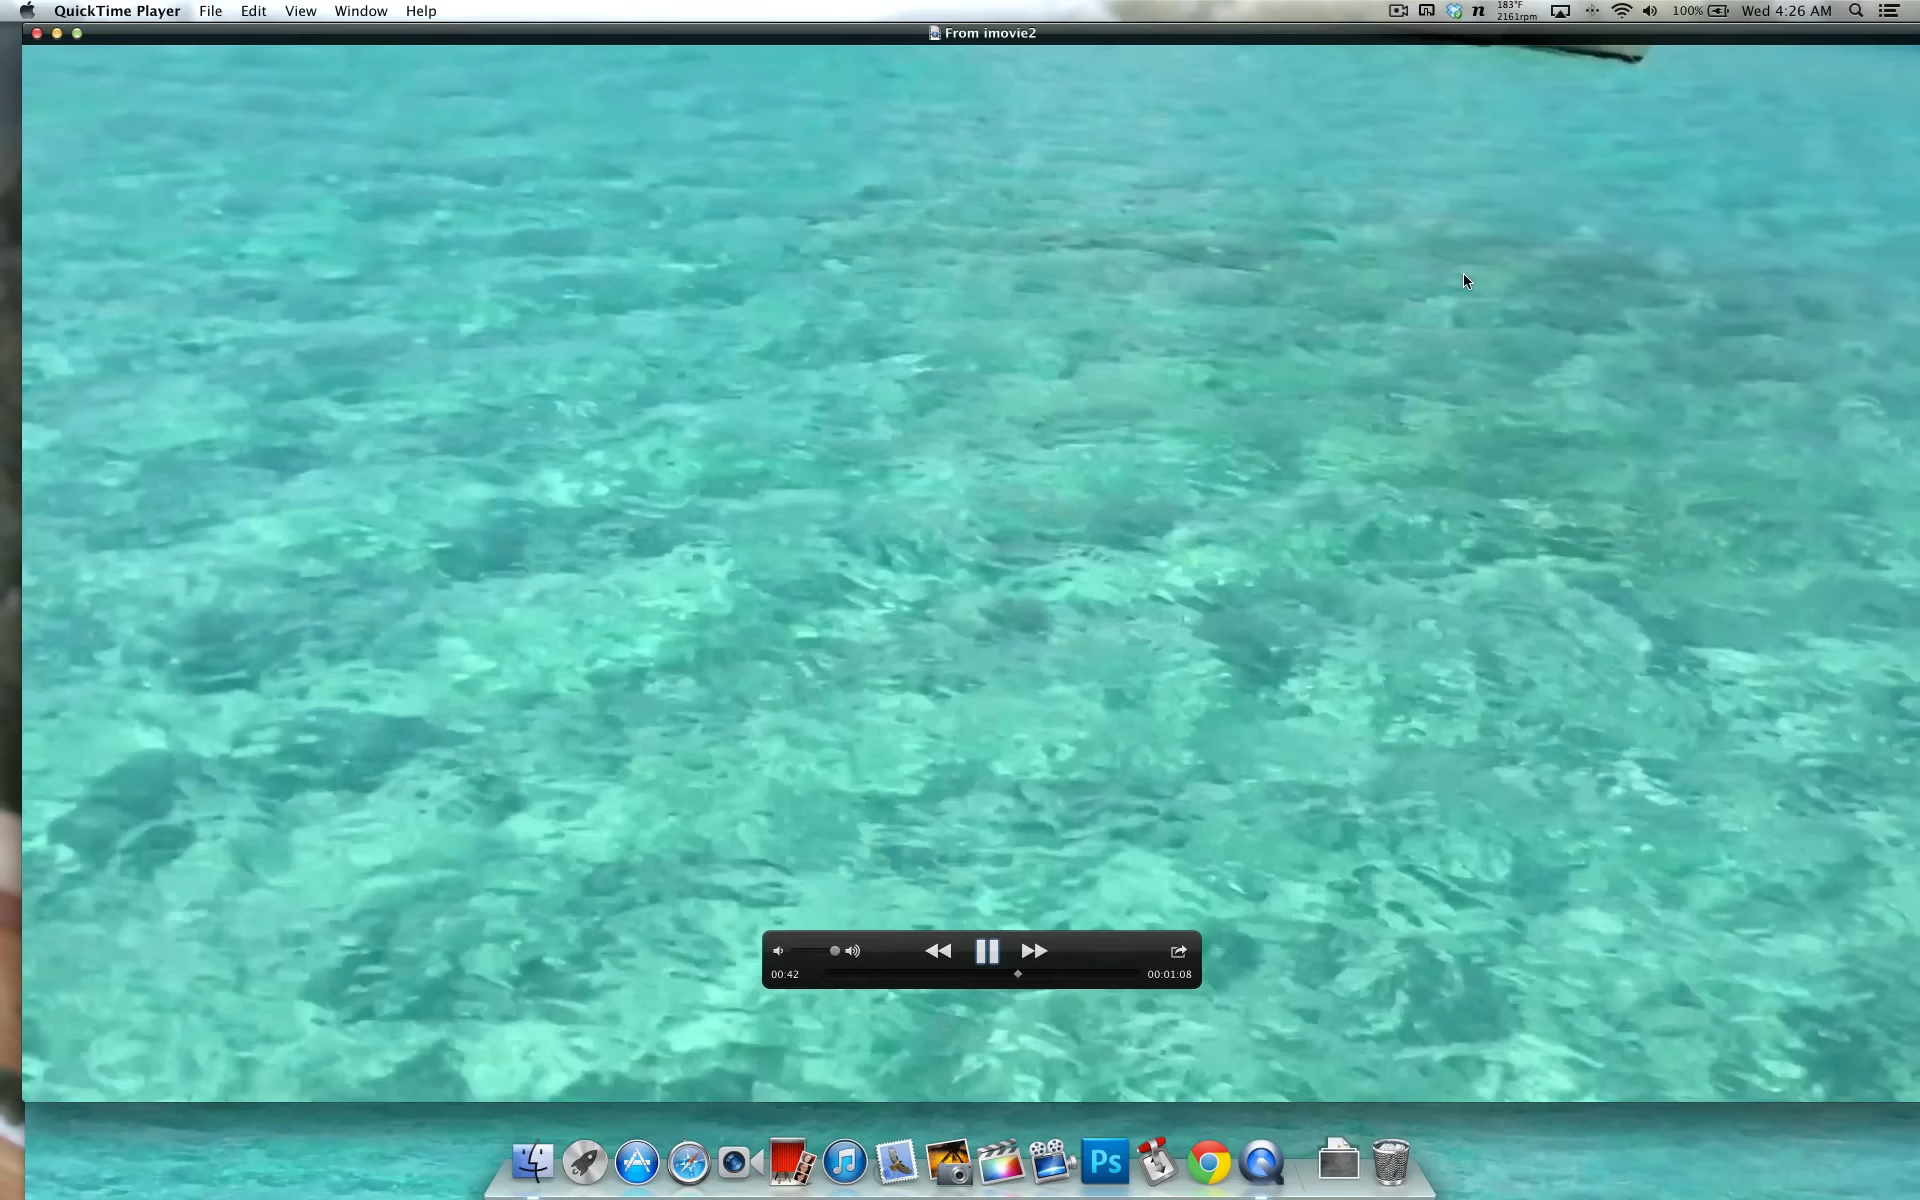 QuickTime Player File Edit View Window Help
183°F
2161rpm
100%
Wed 4:26 AM
From imovie2
00:42
00:01:08
Ps